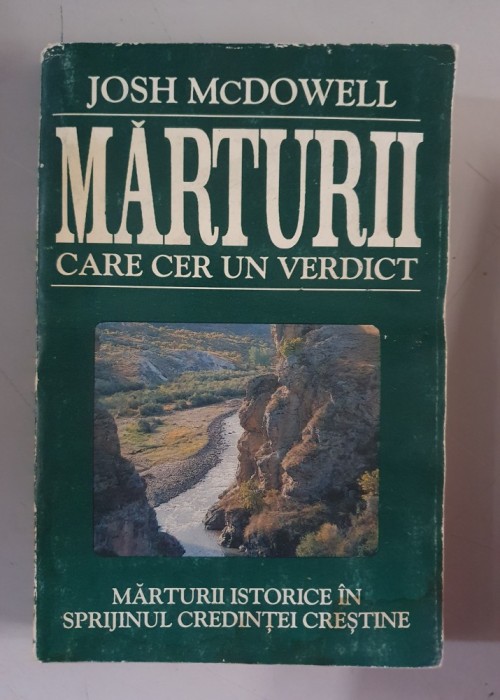 JOSH McDOWELL
MĂRTURII
CARE CER UN VERDICT
MĂRTURII ISTORICE ÎN
SPRIJINUL CREDINȚEI CREȘTINE